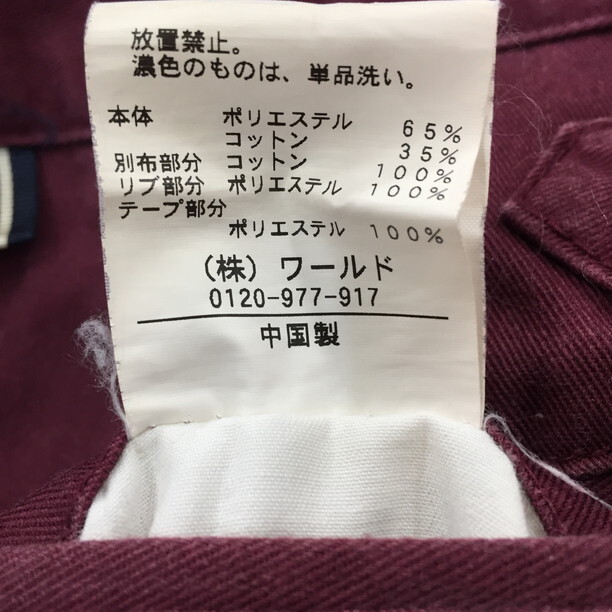 放置禁止。
濃色のものは、単品洗い。
本体 ポリエステル 65%
コットン 35%
別布部分 コットン 100%
リブ部分 ポリエステル 100%
テープ部分
ポリエステル 100%
(株) ワールド
0120-977-917
中国製